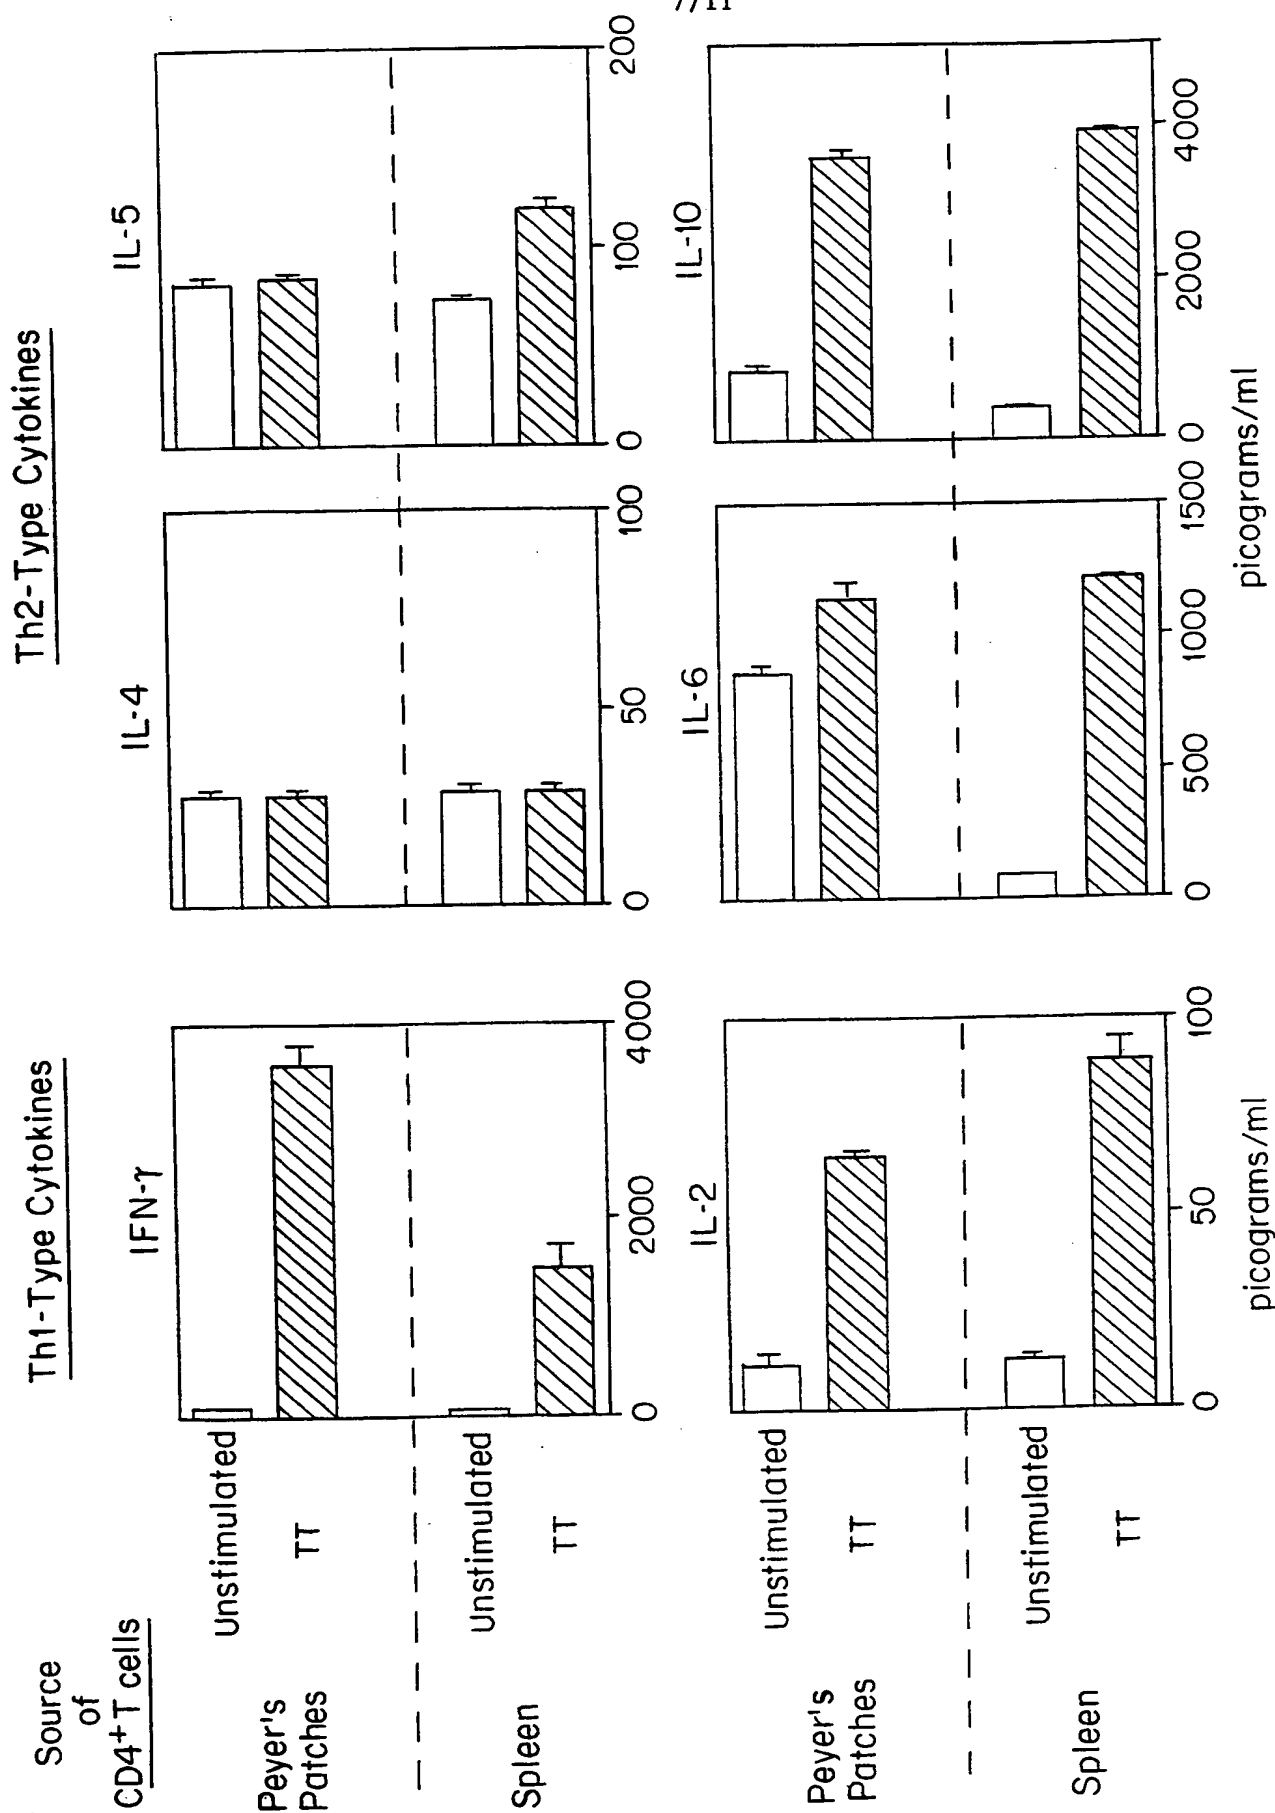 7/11
Th1-Type Cytokines
Th2-Type Cytokines
Source
of
CD4+T cells
IFN-γ
IL-4
IL-5
Peyer's
Patches
Unstimulated
TT
Spleen
Unstimulated
TT
0 2000 4000
0 50 100
0 100 200
IL-2
IL-6
IL-10
Peyer's
Patches
Unstimulated
TT
Spleen
Unstimulated
TT
0 50 100
0 500 1000 1500
0 2000 4000
picograms/ml
picograms/ml